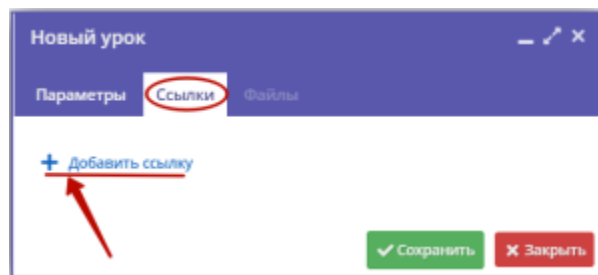 Новый урок
Параметры Ссылки Файлы
+ Добавить ссылку
Сохранить Закрыть